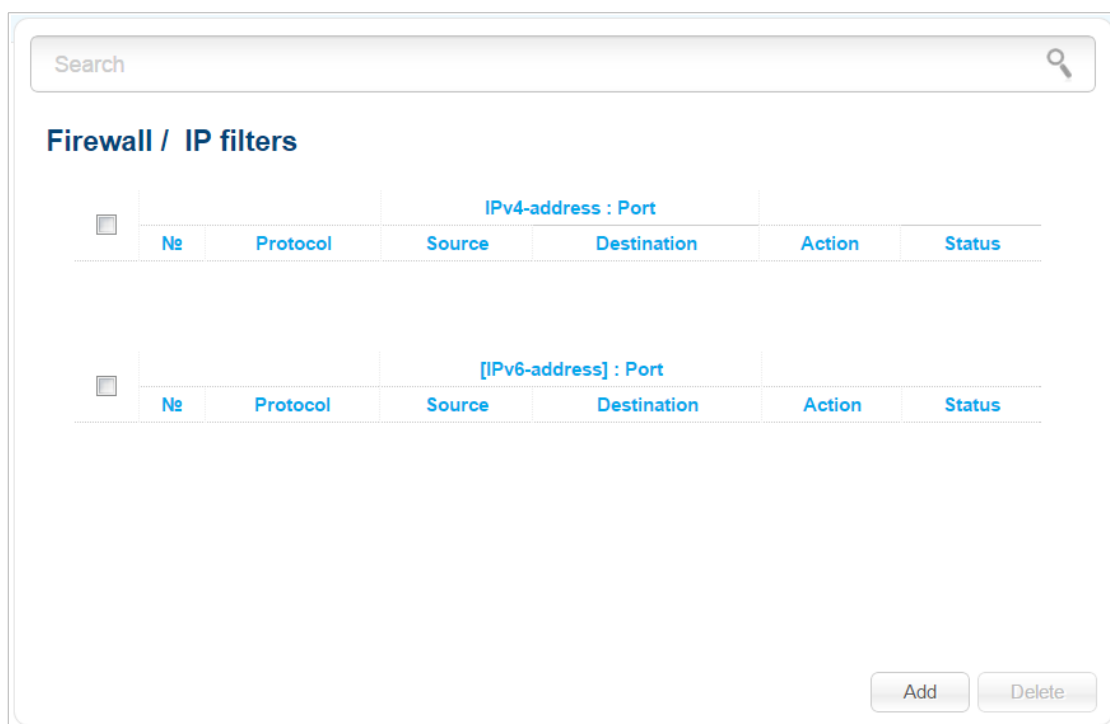 Search
Firewall / IP filters
IPv4-address : Port
№ Protocol Source Destination Action Status
[IPv6-address] : Port
№ Protocol Source Destination Action Status
Add Delete